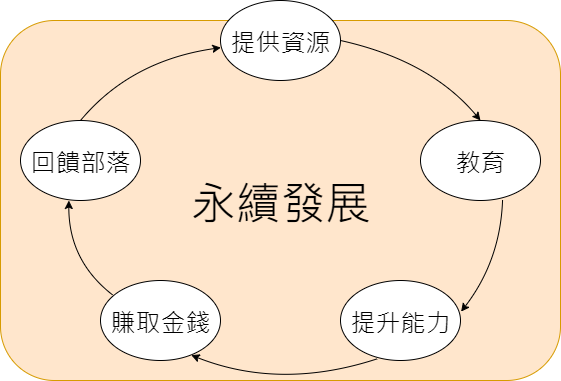 提供資源
教育
提升能力
賺取金錢
回饋部落
永續發展